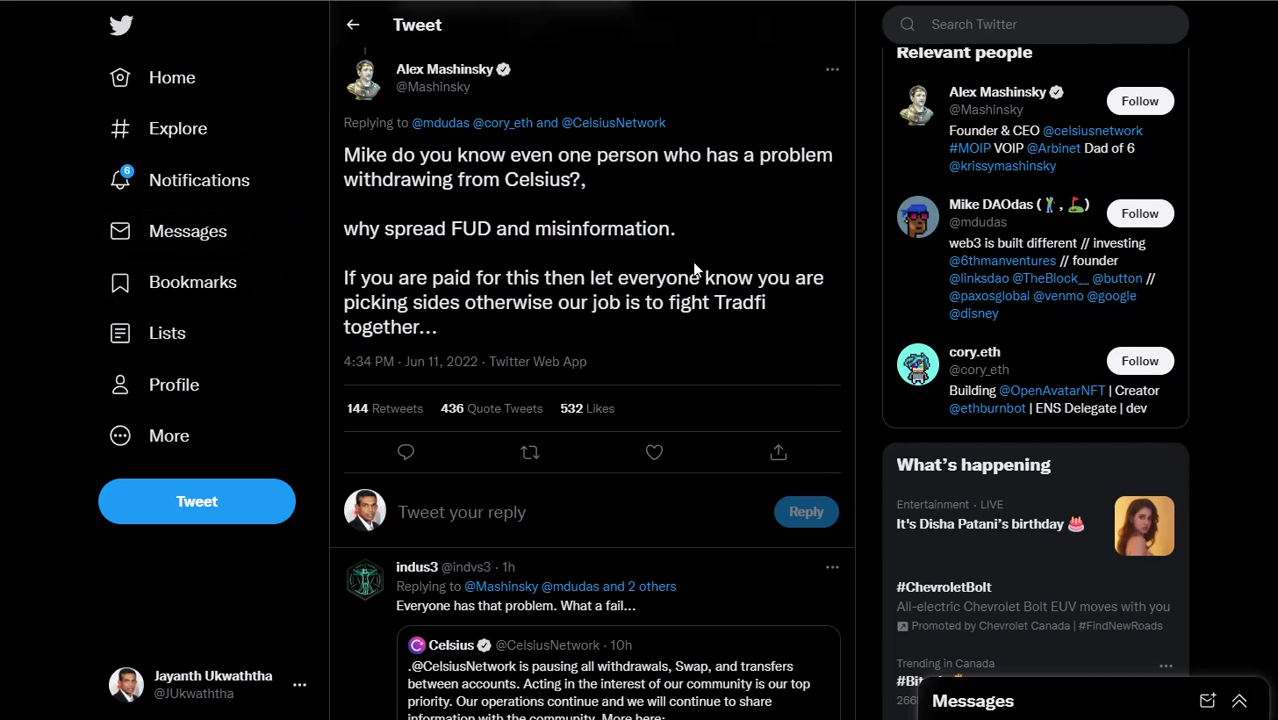 Home
Explore
6
Notifications
Messages
Bookmarks
Lists
Profile
More
Tweet
Jayanth Ukwaththa
@JUkwaththa
Tweet
Alex Mashinsky
@Mashinsky
Replying to @mdudas @cory_eth and @CelsiusNetwork
Mike do you know even one person who has a problem
withdrawing from Celsius?,
why spread FUD and misinformation.
If you are paid for this then let everyone know you are
picking sides otherwise our job is to fight Tradfi
together...
4:34 PM · Jun 11, 2022 · Twitter Web App
144 Retweets 436 Quote Tweets 532 Likes
Tweet your reply
Reply
indus3 @indvs3 · 1h
Replying to @Mashinsky @mdudas and 2 others
Everyone has that problem. What a fail...
Celsius @CelsiusNetwork · 10h
.@CelsiusNetwork is pausing all withdrawals, Swap, and transfers
between accounts. Acting in the interest of our community is our top
priority. Our operations continue and we will continue to share
information with the community. More here:
Search Twitter
Relevant people
Alex Mashinsky
@Mashinsky
Follow
Founder & CEO @celsiusnetwork
#MOIP VOIP @Arbinet Dad of 6
@krissymashinsky
Mike DAOdas ( , )
@mdudas
Follow
web3 is built different // investing
@6thmanventures // founder
@linksdao @TheBlock__ @button //
@paxosglobal @venmo @google
@disney
cory.eth
@cory_eth
Follow
Building @OpenAvatarNFT | Creator
@ethburnbot | ENS Delegate | dev
What's happening
Entertainment · LIVE
It's Disha Patani's birthday
#ChevroletBolt
All-electric Chevrolet Bolt EUV moves with you
Promoted by Chevrolet Canada | #FindNewRoads
Trending in Canada
Messages